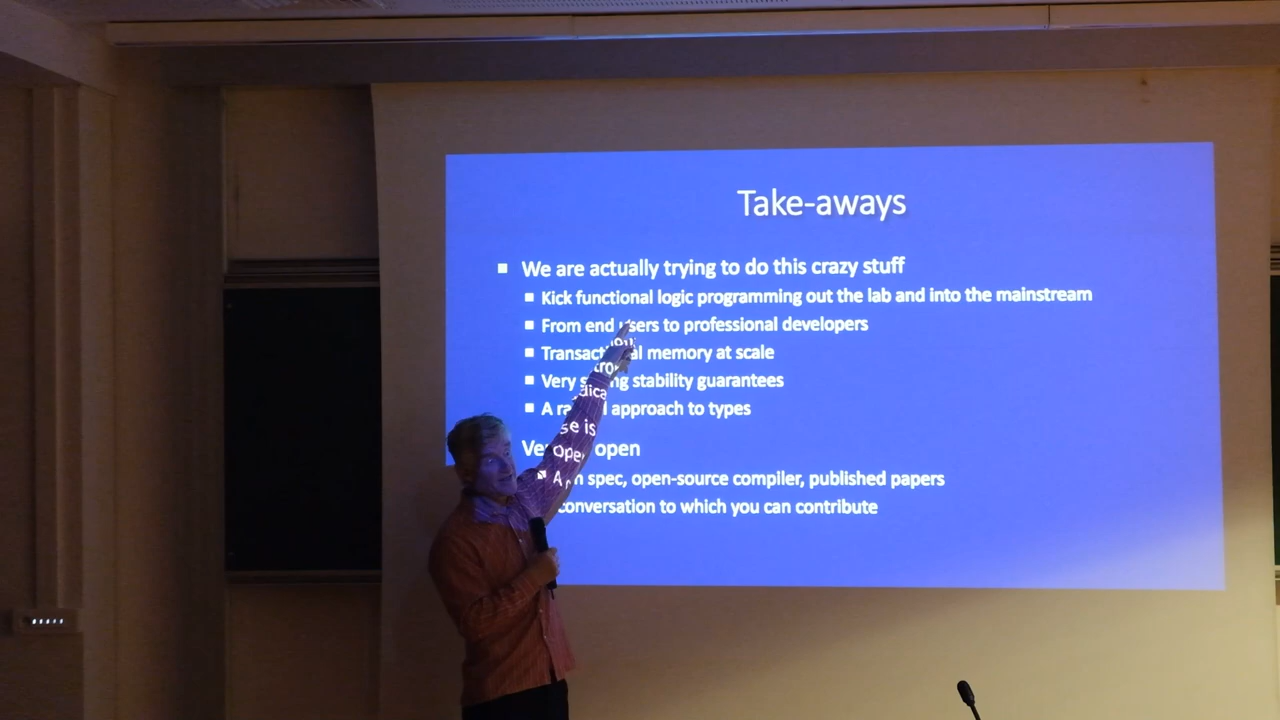 Take-aways
We are actually trying to do this crazy stuff
Kick functional logic programming out the lab and into the mainstream
From end users to professional developers
Transactional memory at scale
Very strong stability guarantees
A radical approach to types
open
spec, open-source compiler, published papers
conversation to which you can contribute